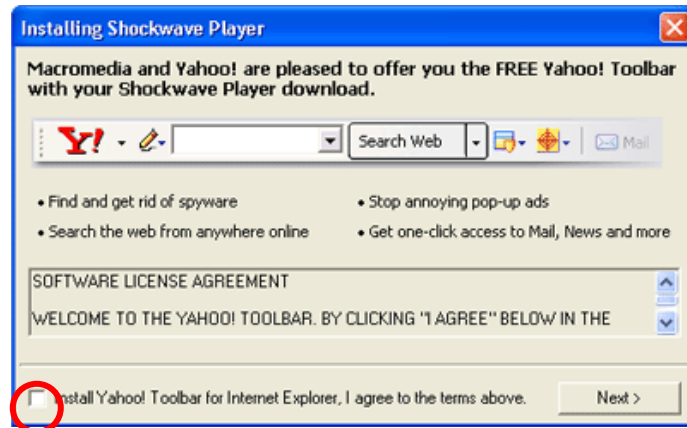 Installing Shockwave Player
Macromedia and Yahoo! are pleased to offer you the FREE Yahoo! Toolbar
with your Shockwave Player download.
Y! Search Web Mail
• Find and get rid of spyware • Stop annoying pop-up ads
• Search the web from anywhere online • Get one-click access to Mail, News and more
SOFTWARE LICENSE AGREEMENT
WELCOME TO THE YAHOO! TOOLBAR. BY CLICKING "I AGREE" BELOW IN THE
Install Yahoo! Toolbar for Internet Explorer, I agree to the terms above. Next >